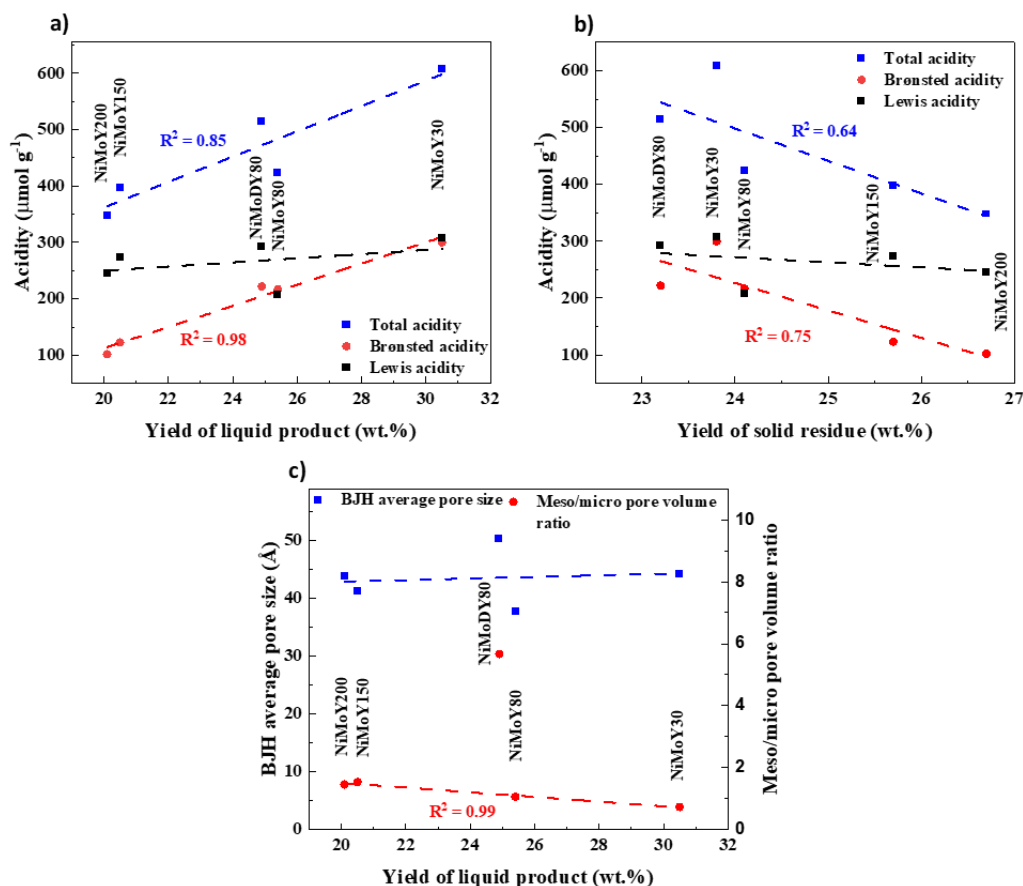 a)
Total acidity
Brønsted acidity
Lewis acidity
R² = 0.85
R² = 0.98
NiMoY200
NiMoY150
NiMoDY80
NiMoY80
NiMoY30
Acidity (µmol g⁻¹)
600
500
400
300
200
100
20 22 24 26 28 30 32
Yield of liquid product (wt.%)
b)
Total acidity
Brønsted acidity
Lewis acidity
R² = 0.64
R² = 0.75
NiMoDY80
NiMoY30
NiMoY80
NiMoY150
NiMoY200
Acidity (µmol g⁻¹)
600
500
400
300
200
100
23 24 25 26 27
Yield of solid residue (wt.%)
c)
BJH average pore size
Meso/micro pore volume
ratio
NiMoY200
NiMoY150
NiMoDY80
NiMoY80
NiMoY30
R² = 0.99
BJH average pore size (Å)
50
40
30
20
10
0
Meso/micro pore volume ratio
10
8
6
4
2
0
20 22 24 26 28 30 32
Yield of liquid product (wt.%)